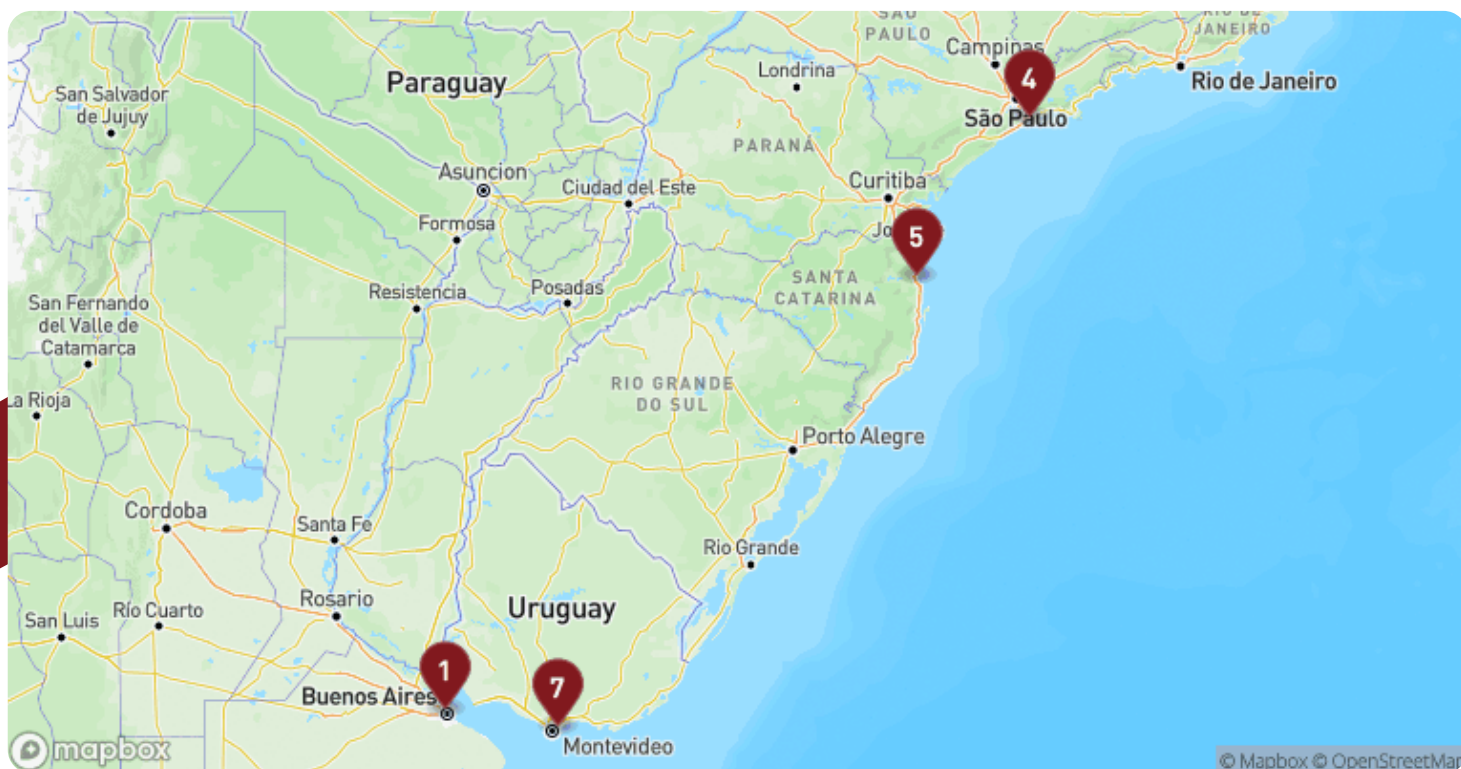 SÃO
PAULO
RIO DE
JANEIRO
Campinas
4
São Paulo
Rio de Janeiro
Londrina
Paraguay
San Salvador
de Jujuy
PARANÁ
Asuncion
Ciudad del Este
Curitiba
Formosa
5
SANTA
CATARINA
Resistencia
Posadas
San Fernando
del Valle de
Catamarca
La Rioja
RIO GRANDE
DO SUL
Porto Alegre
Cordoba
Santa Fe
Rio Grande
Rosario
Río Cuarto
San Luis
Uruguay
1
7
Buenos Aires
Montevideo
mapbox
© Mapbox © OpenStreetMap